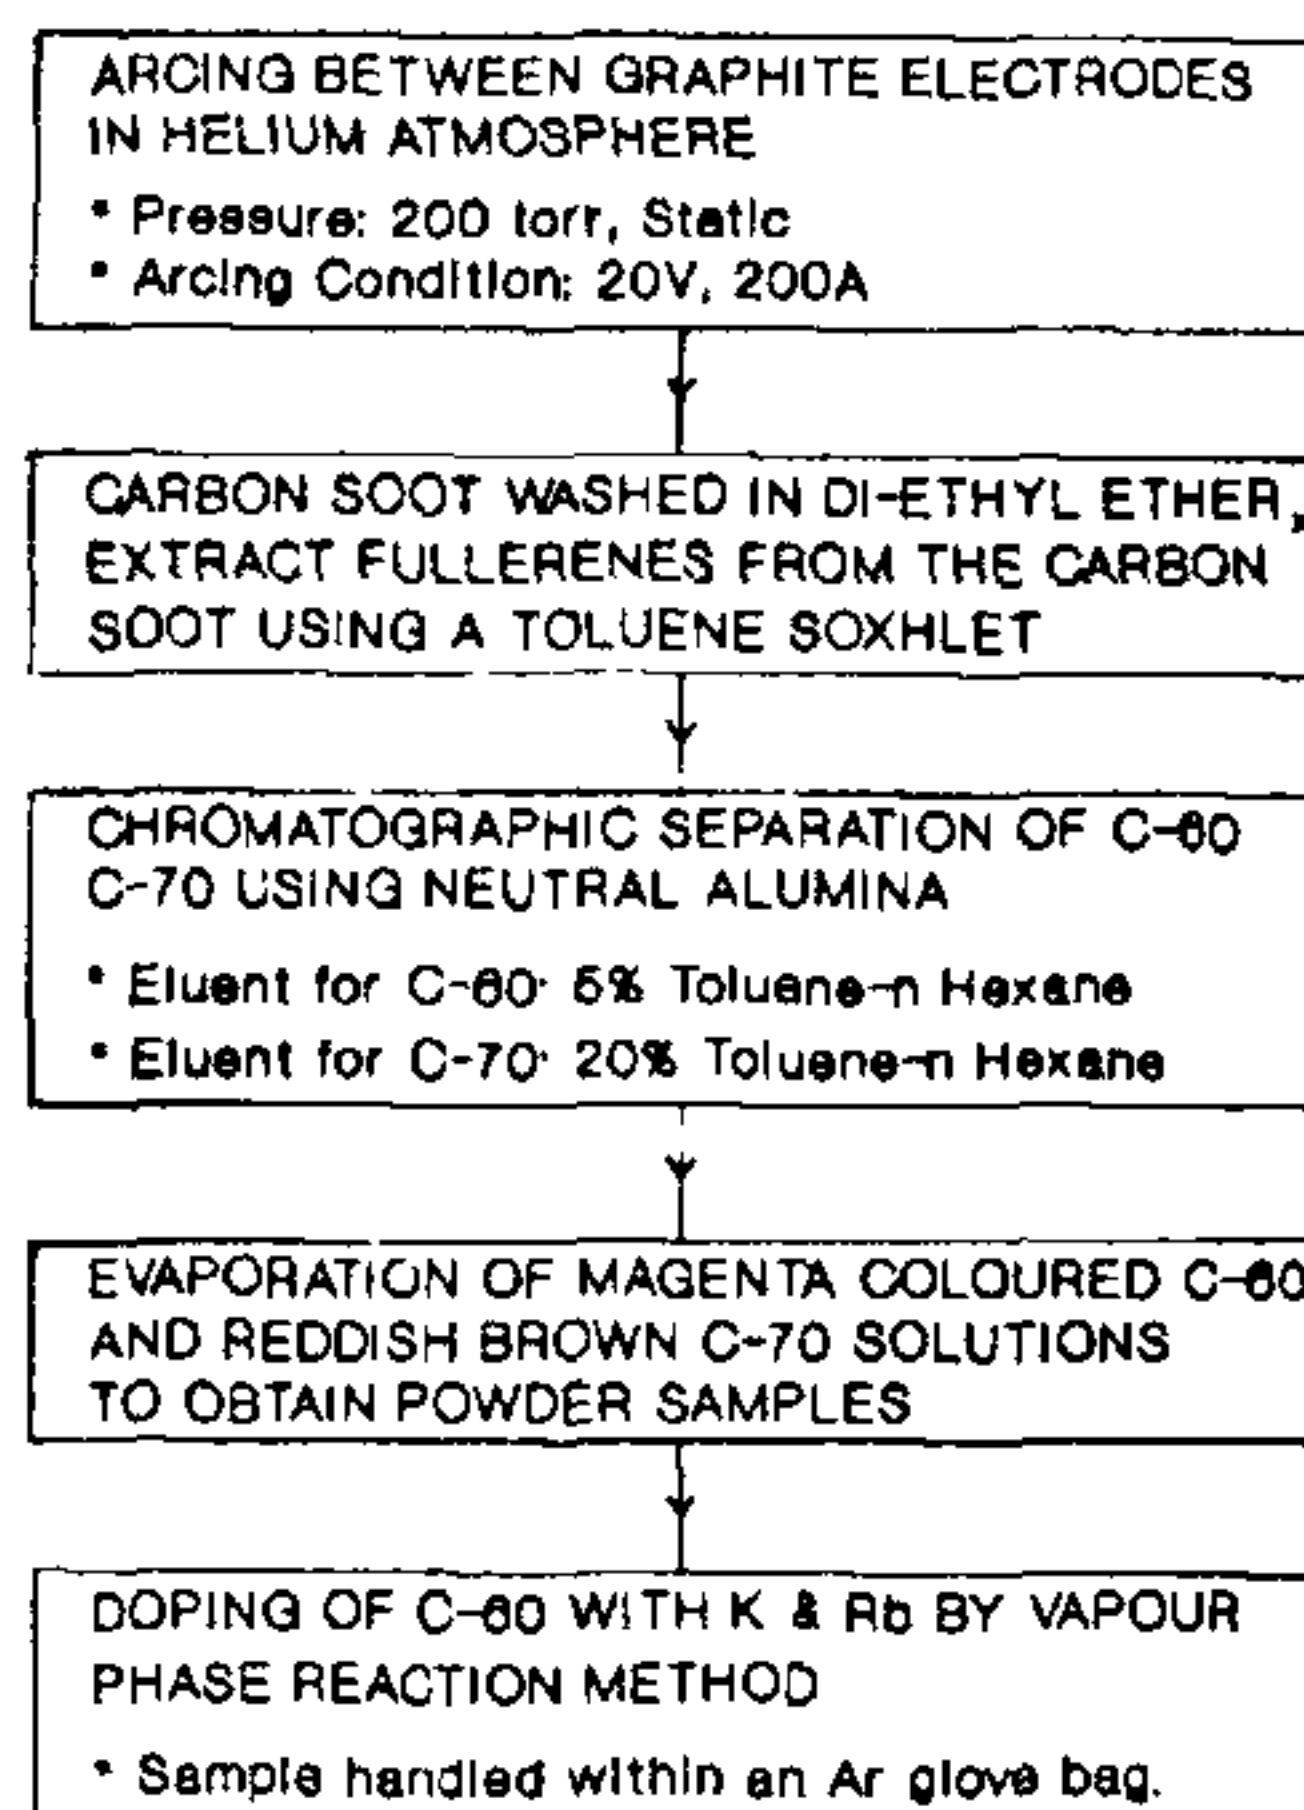 ARCING BETWEEN GRAPHITE ELECTRODES
IN HELIUM ATMOSPHERE
* Pressure: 200 torr, Static
* Arcing Condition: 20V, 200A
CARBON SOOT WASHED IN DI-ETHYL ETHER,
EXTRACT FULLERENES FROM THE CARBON
SOOT USING A TOLUENE SOXHLET
CHROMATOGRAPHIC SEPARATION OF C-60
C-70 USING NEUTRAL ALUMINA
* Eluent for C-60: 5% Toluene-n Hexane
* Eluent for C-70: 20% Toluene-n Hexane
EVAPORATION OF MAGENTA COLOURED C-60
AND REDDISH BROWN C-70 SOLUTIONS
TO OBTAIN POWDER SAMPLES
DOPING OF C-60 WITH K & Rb BY VAPOUR
PHASE REACTION METHOD
* Sample handled within an Ar glove bag.